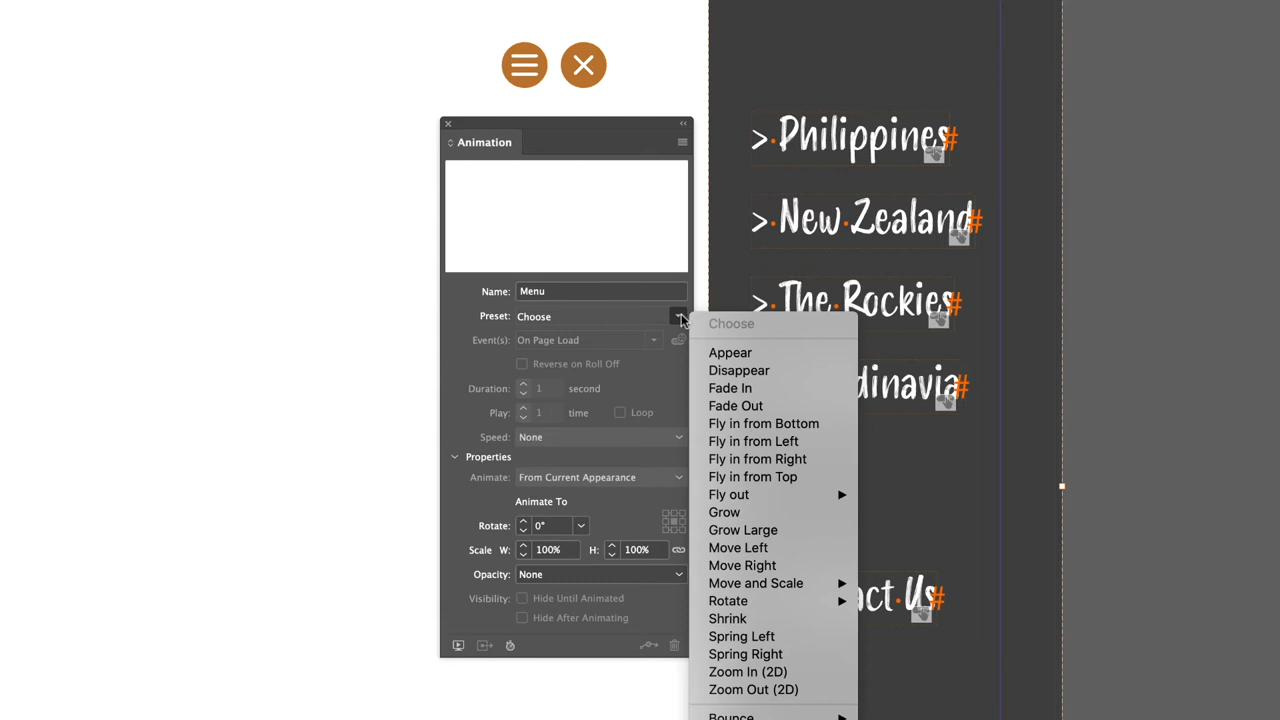 > Philippines#
Animation
> New Zealand#
Name: Menu
> The Rockies#
Preset: Choose
Choose
Event(s): On Page Load
Appear
Reverse on Roll Off
Disappear
dinavia#
Duration: 1 second
Fade In
Fade Out
Play: 1 time Loop
Fly in from Bottom
Speed: None
Fly in from Left
Properties
Fly in from Right
Animate: From Current Appearance
Fly in from Top
Fly out
Animate To
Grow
Rotate: 0°
Grow Large
Scale W: 100% H: 100%
Move Left
Move Right
Opacity: None
Move and Scale
Visibility: Hide Until Animated
Rotate
act Us#
Hide After Animating
Shrink
Spring Left
Spring Right
Zoom In (2D)
Zoom Out (2D)
Bounce